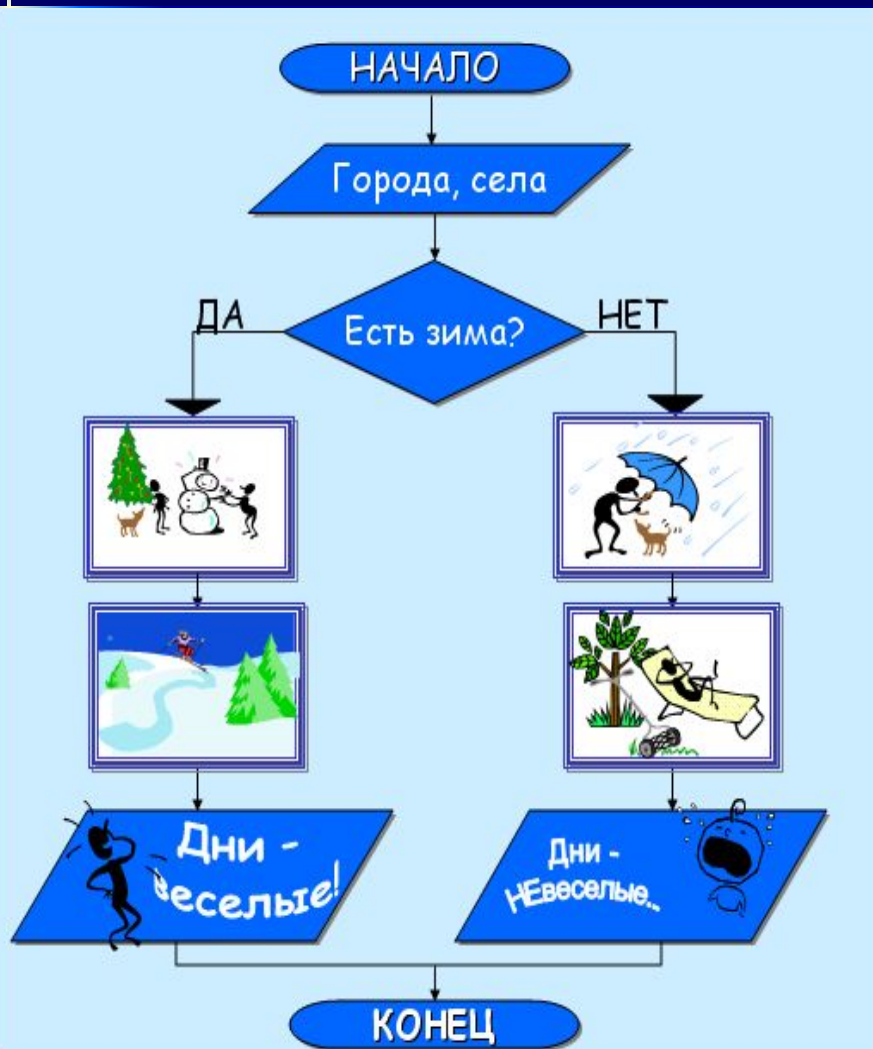 НАЧАЛО
Города, села
Есть зима?
ДА
НЕТ
Дни -
веселые!
Дни -
НЕвеселые...
КОНЕЦ